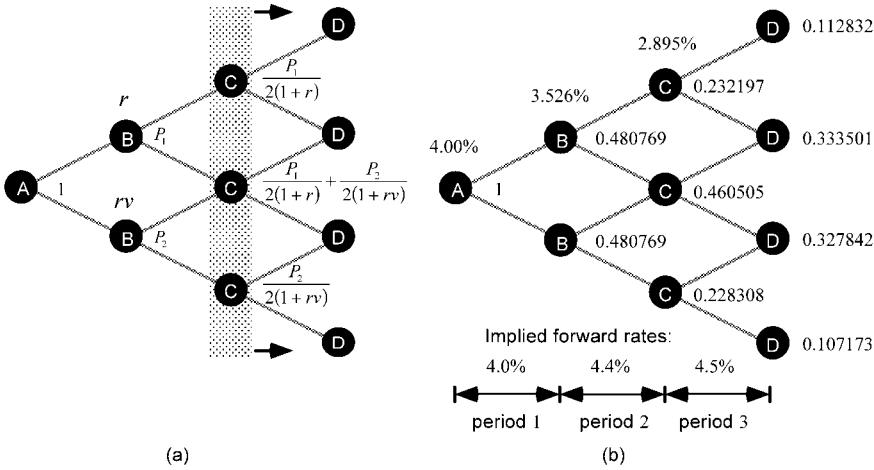 D
C
P₁ / 2(1+r)
r
B
P₁
D
A
1
C
P₁ / 2(1+r) + P₂ / 2(1+rv)
rv
B
P₂
D
C
P₂ / 2(1+rv)
D
(a)
D 0.112832
2.895%
C 0.232197
3.526%
B 0.480769
D 0.333501
4.00%
A 1
C 0.460505
B 0.480769
D 0.327842
C 0.228308
Implied forward rates:
D 0.107173
4.0% 4.4% 4.5%
period 1 period 2 period 3
(b)